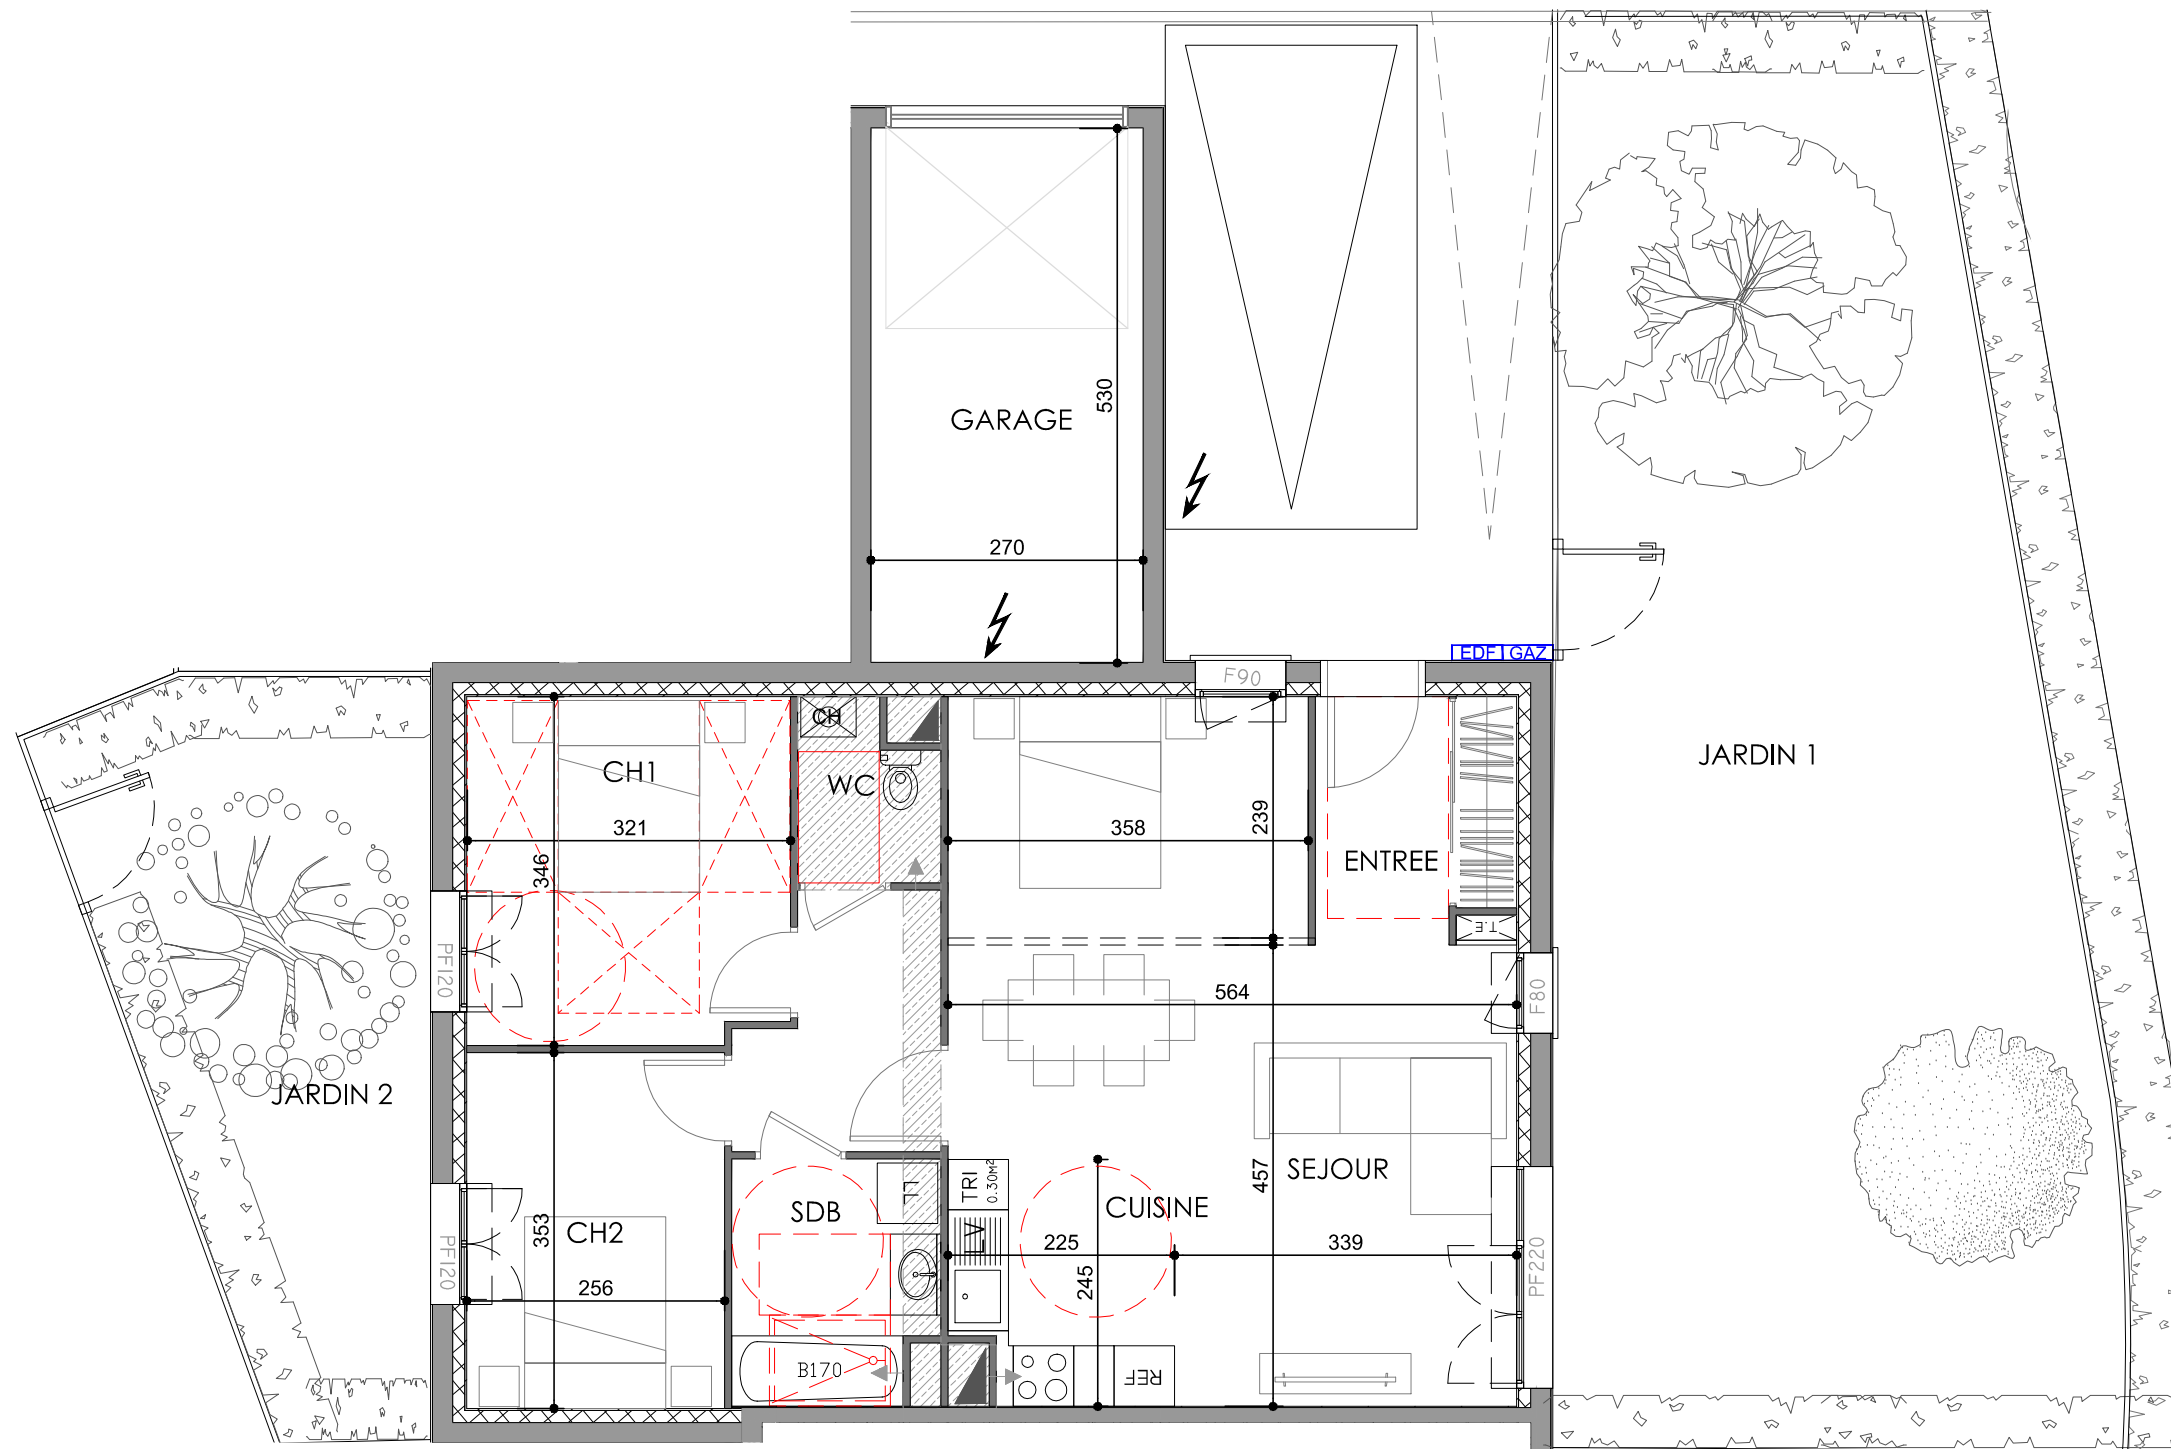 GARAGE
530
270
EDF GAZ
F90
CH
CH1
WC
321
346
358
239
ENTREE
T.E
JARDIN 1
PF120
564
F80
JARDIN 2
TRI
0.30M²
LL
SDB
LV
CUISINE
SEJOUR
457
CH2
353
PF120
256
225
339
245
PF220
B170
REF